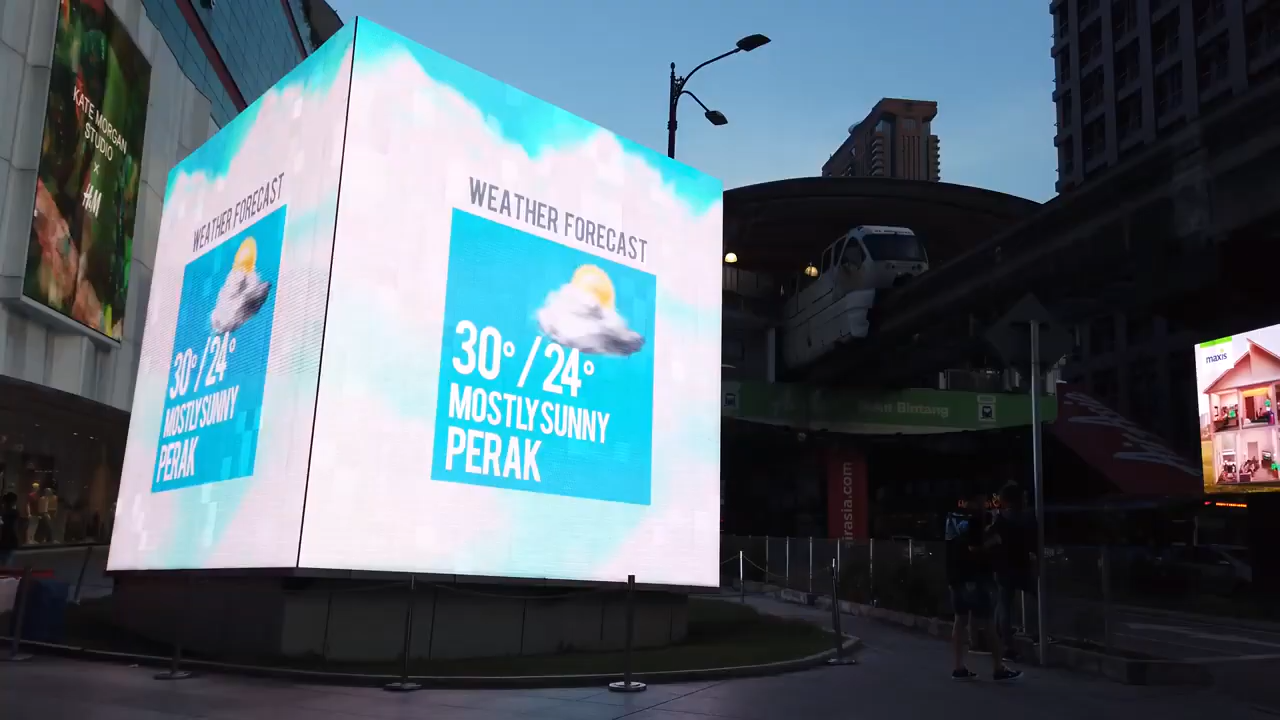 KATE MORGAN
STUDIO
x
H&M
WEATHER FORECAST
30° / 24°
MOSTLY SUNNY
PERAK
WEATHER FORECAST
30° / 24°
MOSTLY SUNNY
PERAK
Bukit Bintang
irasia.com
maxis